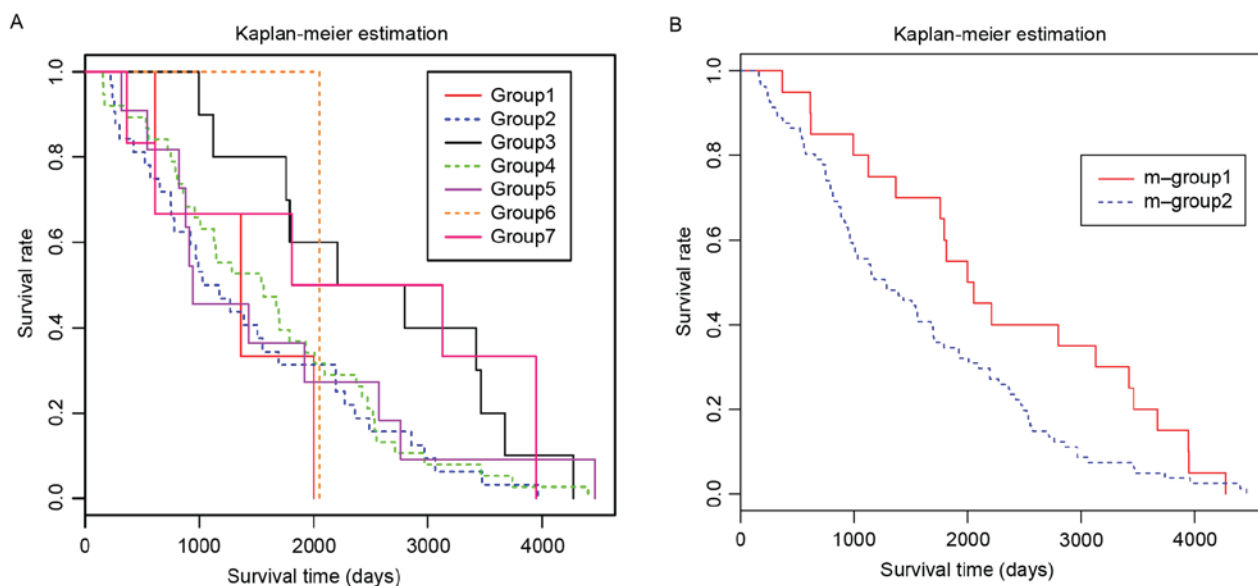 A
Kaplan-meier estimation
Survival rate
1.0
0.8
0.6
0.4
0.2
0.0
Group1
Group2
Group3
Group4
Group5
Group6
Group7
0 1000 2000 3000 4000
Survival time (days)
B
Kaplan-meier estimation
Survival rate
1.0
0.8
0.6
0.4
0.2
0.0
m–group1
m–group2
0 1000 2000 3000 4000
Survival time (days)